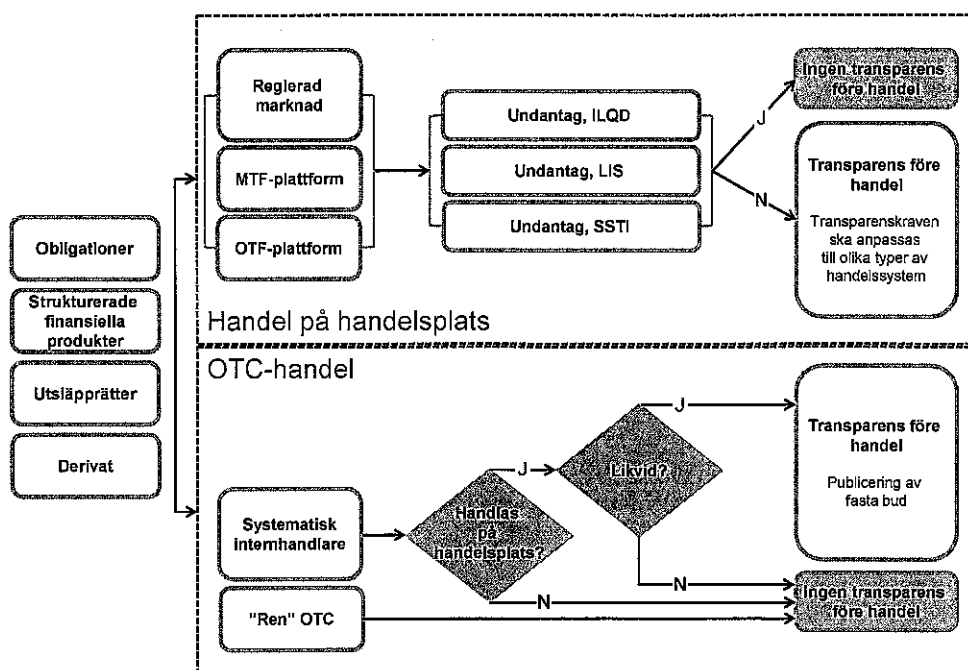 Obligationer
Strukturerade
finansiella
produkter
Utsläpprätter
Derivat
Reglerad
marknad
MTF-plattform
OTF-plattform
Undantag, ILQD
Undantag, LIS
Undantag, SSTI
J
N
Ingen transparens
före handel
Transparens före
handel
Transparenskraven
ska anpassas
till olika typer av
handelssystem
Handel på handelsplats
OTC-handel
Systematisk
internhandlare
"Ren" OTC
Handlas
på
handelsplats?
J
N
Likvid?
J
N
Transparens före
handel
Publicering av
fasta bud
Ingen transparens
före handel